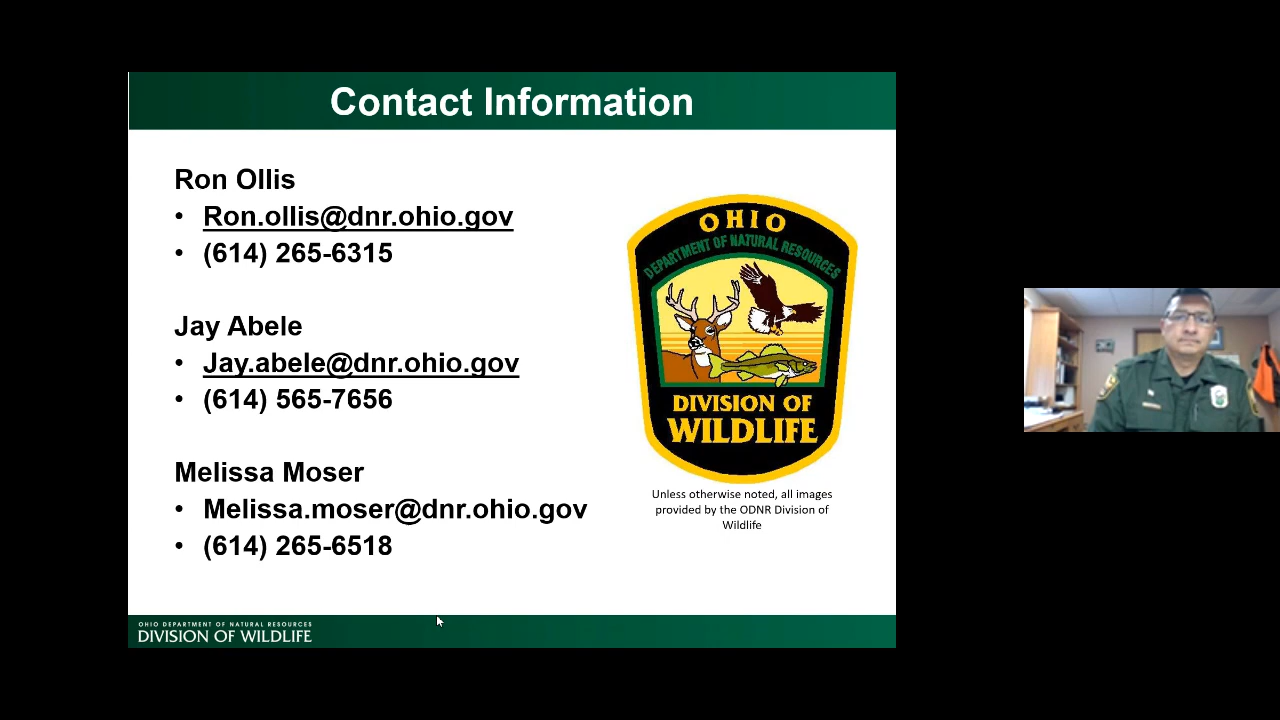 Contact Information
Ron Ollis
• Ron.ollis@dnr.ohio.gov
• (614) 265-6315
Jay Abele
• Jay.abele@dnr.ohio.gov
• (614) 565-7656
Melissa Moser
• Melissa.moser@dnr.ohio.gov
• (614) 265-6518
OHIO
DEPARTMENT OF NATURAL RESOURCES
DIVISION OF
WILDLIFE
Unless otherwise noted, all images
provided by the ODNR Division of
Wildlife
OHIO DEPARTMENT OF NATURAL RESOURCES
DIVISION OF WILDLIFE